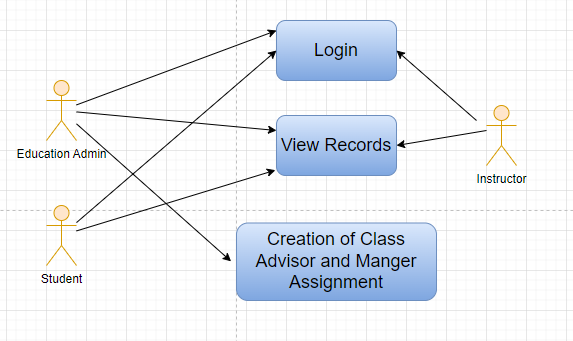 Login
Education Admin
View Records
Instructor
Student
Creation of Class
Advisor and Manger
Assignment